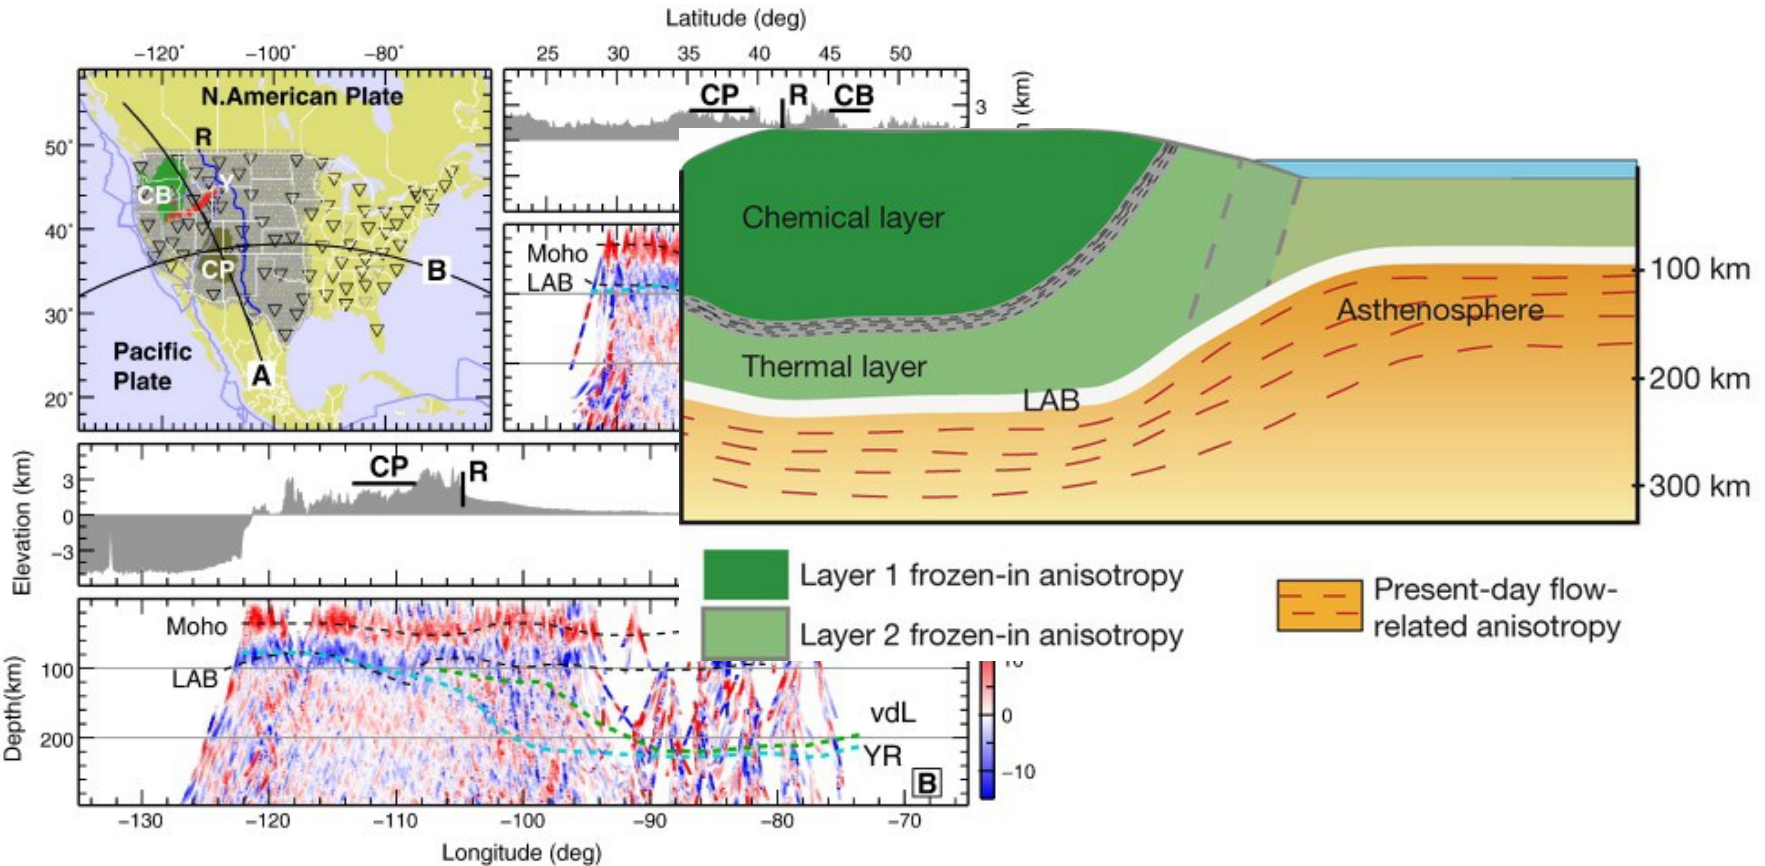 Latitude (deg)
−120° −100° −80°
25 30 35 40 45 50
N.American Plate
CP R CB
3
(km)
R
50°
Y
CB
40°
CP
B
30°
Pacific
Plate
A
20°
Moho
LAB
Chemical layer
Thermal layer
LAB
Asthenosphere
100 km
200 km
300 km
Elevation (km)
3
0
−3
CP R
Layer 1 frozen-in anisotropy
Layer 2 frozen-in anisotropy
Present-day flow-
related anisotropy
Depth(km)
Moho
LAB
100
200
vdL
YR
B
10
0
−10
−130 −120 −110 −100 −90 −80 −70
Longitude (deg)